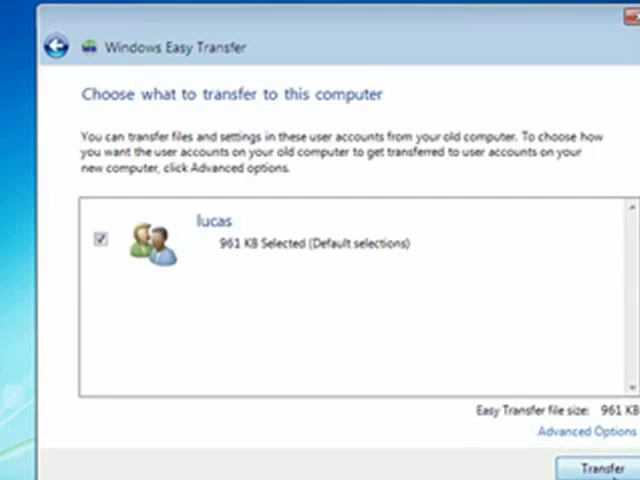 Windows Easy Transfer
Choose what to transfer to this computer
You can transfer files and settings in these user accounts from your old computer. To choose how
you want the user accounts on your old computer to get transferred to user accounts on your
new computer, click Advanced options.
lucas
961 KB Selected (Default selections)
Easy Transfer file size: 961 KB
Advanced Options
Transfer